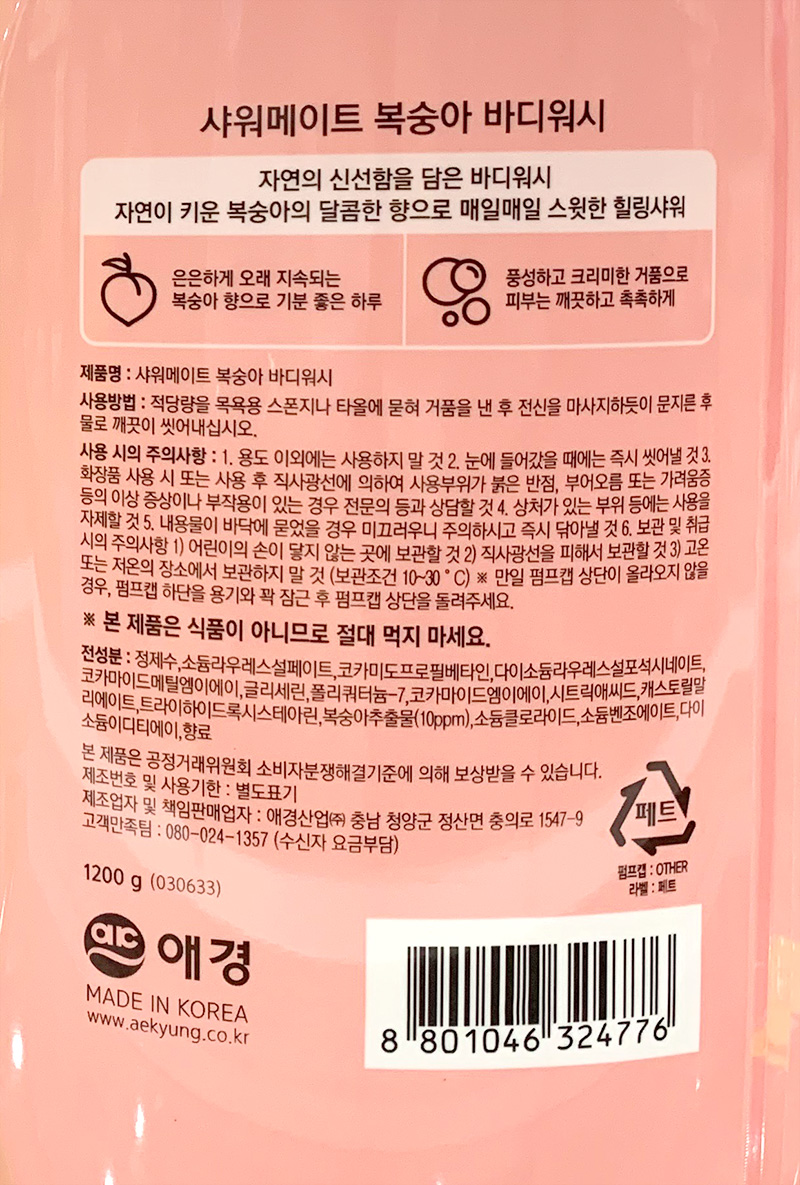 샤워메이트 복숭아 바디워시
자연의 신선함을 담은 바디워시
자연이 키운 복숭아의 달콤한 향으로 매일매일 스윗한 힐링샤워
은은하게 오래 지속되는
복숭아 향으로 기분 좋은 하루
풍성하고 크리미한 거품으로
피부는 깨끗하고 촉촉하게
제품명 : 샤워메이트 복숭아 바디워시
사용방법 : 적당량을 목욕용 스폰지나 타올에 묻혀 거품을 낸 후 전신을 마사지하듯이 문지른 후
물로 깨끗이 씻어내십시오.
사용 시의 주의사항 : 1. 용도 이외에는 사용하지 말 것 2. 눈에 들어갔을 때에는 즉시 씻어낼 것 3.
화장품 사용 시 또는 사용 후 직사광선에 의하여 사용부위가 붉은 반점, 부어오름 또는 가려움증
등의 이상 증상이나 부작용이 있는 경우 전문의 등과 상담할 것 4. 상처가 있는 부위 등에는 사용을
자제할 것 5. 내용물이 바닥에 묻었을 경우 미끄러우니 주의하시고 즉시 닦아낼 것 6. 보관 및 취급
시의 주의사항 1) 어린이의 손이 닿지 않는 곳에 보관할 것 2) 직사광선을 피해서 보관할 것 3) 고온
또는 저온의 장소에서 보관하지 말 것 (보관조건 10~30˚C) ※ 만일 펌프캡 상단이 올라오지 않을
경우, 펌프캡 하단을 용기와 꽉 잠근 후 펌프캡 상단을 돌려주세요.
※ 본 제품은 식품이 아니므로 절대 먹지 마세요.
전성분 : 정제수,소듐라우레스설페이트,코카미도프로필베타인,다이소듐라우레스설포석시네이트,
코카마이드메틸엠이에이,글리세린,폴리쿼터늄-7,코카마이드엠이에이,시트릭애씨드,캐스토릴말
리에이트,트라이하이드록시스테아린,복숭아추출물(10ppm),소듐클로라이드,소듐벤조에이트,다이
소듐이디티에이,향료
본 제품은 공정거래위원회 소비자분쟁해결기준에 의해 보상받을 수 있습니다.
제조번호 및 사용기한 : 별도표기
제조업자 및 책임판매업자 : 애경산업㈜ 충남 청양군 정산면 충의로 1547-9
고객만족팀 : 080-024-1357 (수신자 요금부담)
페트
펌프캡 : OTHER
라벨 : 페트
1200 g (030633)
aic 애경
MADE IN KOREA
www.aekyung.co.kr
8 801046 324776